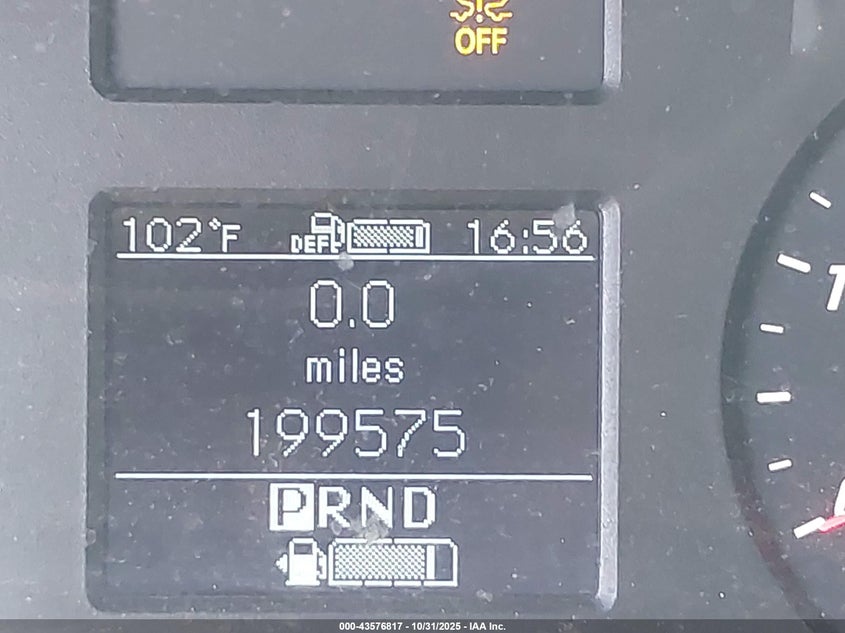 OFF
102°F DEF 16:56
0.0
miles
199575
PRND
000-43576817 - 10/31/2025 - IAA Inc.